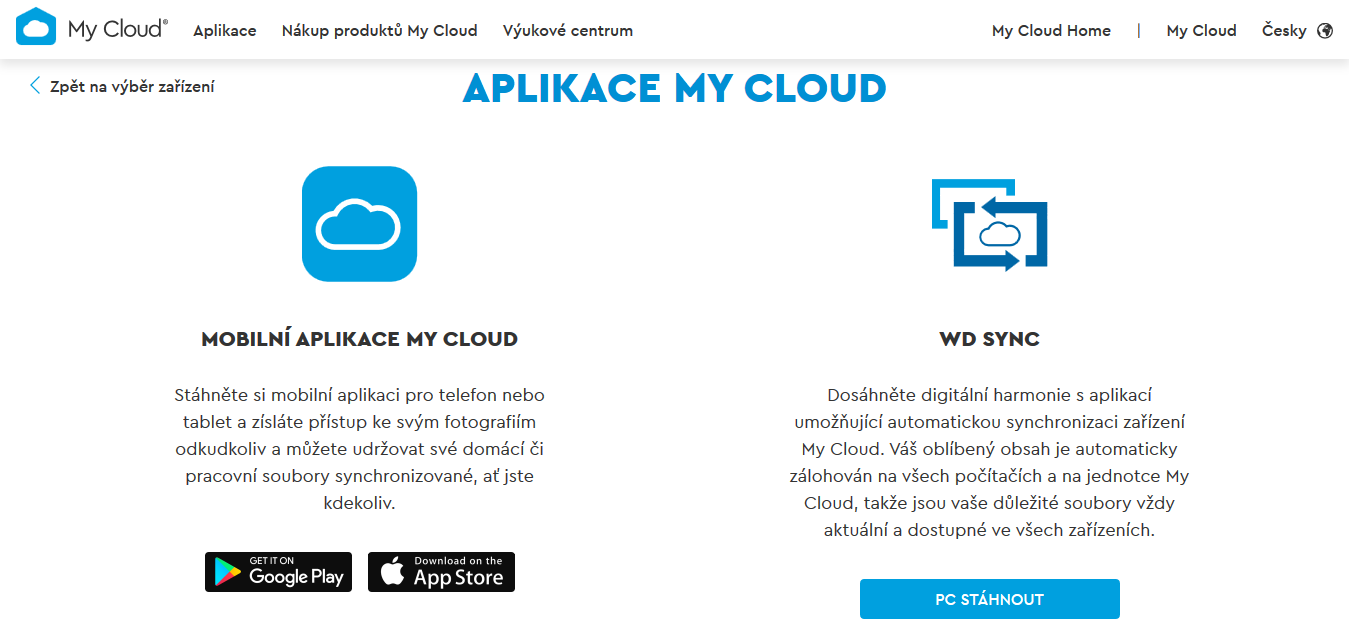 My Cloud® Aplikace Nákup produktů My Cloud Výukové centrum My Cloud Home | My Cloud Česky
Zpět na výběr zařízení
APLIKACE MY CLOUD
MOBILNÍ APLIKACE MY CLOUD
Stáhněte si mobilní aplikaci pro telefon nebo
tablet a zísláte přístup ke svým fotografiím
odkudkoliv a můžete udržovat své domácí či
pracovní soubory synchronizované, ať jste
kdekoliv.
GET IT ON
Google Play
Download on the
App Store
WD SYNC
Dosáhněte digitální harmonie s aplikací
umožňující automatickou synchronizaci zařízení
My Cloud. Váš oblíbený obsah je automaticky
zálohován na všech počítačích a na jednotce My
Cloud, takže jsou vaše důležité soubory vždy
aktuální a dostupné ve všech zařízeních.
PC STÁHNOUT